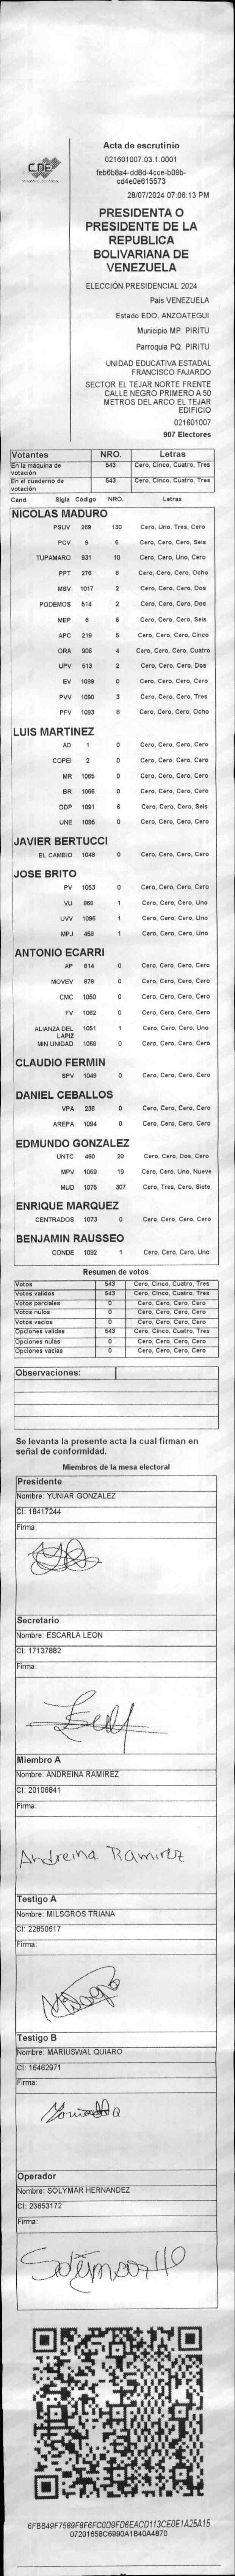 CNE
Acta de escrutinio
021601007.03.1.0001
feb6b8a4-dd8d-4cce-b09b-
cd4e0e615573
28/07/2024 07:06:13 PM
PRESIDENTA O
PRESIDENTE DE LA
REPUBLICA
BOLIVARIANA DE
VENEZUELA
ELECCIÓN PRESIDENCIAL 2024
Pais VENEZUELA
Estado EDO. ANZOATEGUI
Municipio MP. PIRITU
Parroquia PQ. PIRITU
UNIDAD EDUCATIVA ESTADAL
FRANCISCO FAJARDO
SECTOR EL TEJAR NORTE FRENTE
CALLE NEGRO PRIMERO A 50
METROS DEL ARCO EL TEJAR
EDIFICIO
021601007
907 Electores
Votantes NRO. Letras
En la máquina de votación 543 Cero, Cinco, Cuatro, Tres
En el cuaderno de votación 543 Cero, Cinco, Cuatro, Tres
Cand. Sigla Código NRO. Letras
NICOLAS MADURO
PSUV 269 130 Cero, Uno, Tres, Cero
PCV 9 6 Cero, Cero, Cero, Seis
TUPAMARO 931 10 Cero, Cero, Uno, Cero
PPT 276 8 Cero, Cero, Cero, Ocho
MSV 1017 2 Cero, Cero, Cero, Dos
PODEMOS 514 2 Cero, Cero, Cero, Dos
MEP 6 6 Cero, Cero, Cero, Seis
APC 219 5 Cero, Cero, Cero, Cinco
ORA 906 4 Cero, Cero, Cero, Cuatro
UPV 513 2 Cero, Cero, Cero, Dos
EV 1089 0 Cero, Cero, Cero, Cero
PVV 1090 3 Cero, Cero, Cero, Tres
PFV 1093 8 Cero, Cero, Cero, Ocho
LUIS MARTINEZ
AD 1 0 Cero, Cero, Cero, Cero
COPEI 2 0 Cero, Cero, Cero, Cero
MR 1065 0 Cero, Cero, Cero, Cero
BR 1066 0 Cero, Cero, Cero, Cero
DDP 1091 6 Cero, Cero, Cero, Seis
UNE 1095 0 Cero, Cero, Cero, Cero
JAVIER BERTUCCI
EL CAMBIO 1048 0 Cero, Cero, Cero, Cero
JOSE BRITO
PV 1053 0 Cero, Cero, Cero, Cero
VU 868 1 Cero, Cero, Cero, Uno
UVV 1096 1 Cero, Cero, Cero, Uno
MPJ 458 1 Cero, Cero, Cero, Uno
ANTONIO ECARRI
AP 814 0 Cero, Cero, Cero, Cero
MOVEV 878 0 Cero, Cero, Cero, Cero
CMC 1050 0 Cero, Cero, Cero, Cero
FV 1062 0 Cero, Cero, Cero, Cero
ALIANZA DEL LAPIZ 1051 1 Cero, Cero, Cero, Uno
MIN UNIDAD 1068 0 Cero, Cero, Cero, Cero
CLAUDIO FERMIN
SPV 1049 0 Cero, Cero, Cero, Cero
DANIEL CEBALLOS
VPA 236 0 Cero, Cero, Cero, Cero
AREPA 1094 0 Cero, Cero, Cero, Cero
EDMUNDO GONZALEZ
UNTC 460 20 Cero, Cero, Dos, Cero
MPV 1069 19 Cero, Cero, Uno, Nueve
MUD 1075 307 Cero, Tres, Cero, Siete
ENRIQUE MARQUEZ
CENTRADOS 1073 0 Cero, Cero, Cero, Cero
BENJAMIN RAUSSEO
CONDE 1092 1 Cero, Cero, Cero, Uno
Resumen de votos
Votos 543 Cero, Cinco, Cuatro, Tres
Votos validos 543 Cero, Cinco, Cuatro, Tres
Votos parciales 0 Cero, Cero, Cero, Cero
Votos nulos 0 Cero, Cero, Cero, Cero
Votos vacios 0 Cero, Cero, Cero, Cero
Opciones validas 543 Cero, Cinco, Cuatro, Tres
Opciones nulas 0 Cero, Cero, Cero, Cero
Opciones vacias 0 Cero, Cero, Cero, Cero
Observaciones:
Se levanta la presente acta la cual firman en
señal de conformidad.
Miembros de la mesa electoral
Presidente
Nombre: YUNIAR GONZALEZ
CI: 18417244
Firma:
Secretario
Nombre: ESCARLA LEON
CI: 17137882
Firma:
Miembro A
Nombre: ANDREINA RAMIREZ
CI: 20106841
Firma:
Andreina Ramirez
Testigo A
Nombre: MILSGROS TRIANA
CI: 22850617
Firma:
Testigo B
Nombre: MARIUSWAL QUIARO
CI: 16462971
Firma:
Operador
Nombre: SOLYMAR HERNANDEZ
CI: 23653172
Firma:
6FBB49F7589F8F6FC0D9FD6EACD113CE0E1A25A15
07201658C6990A1B40A4870